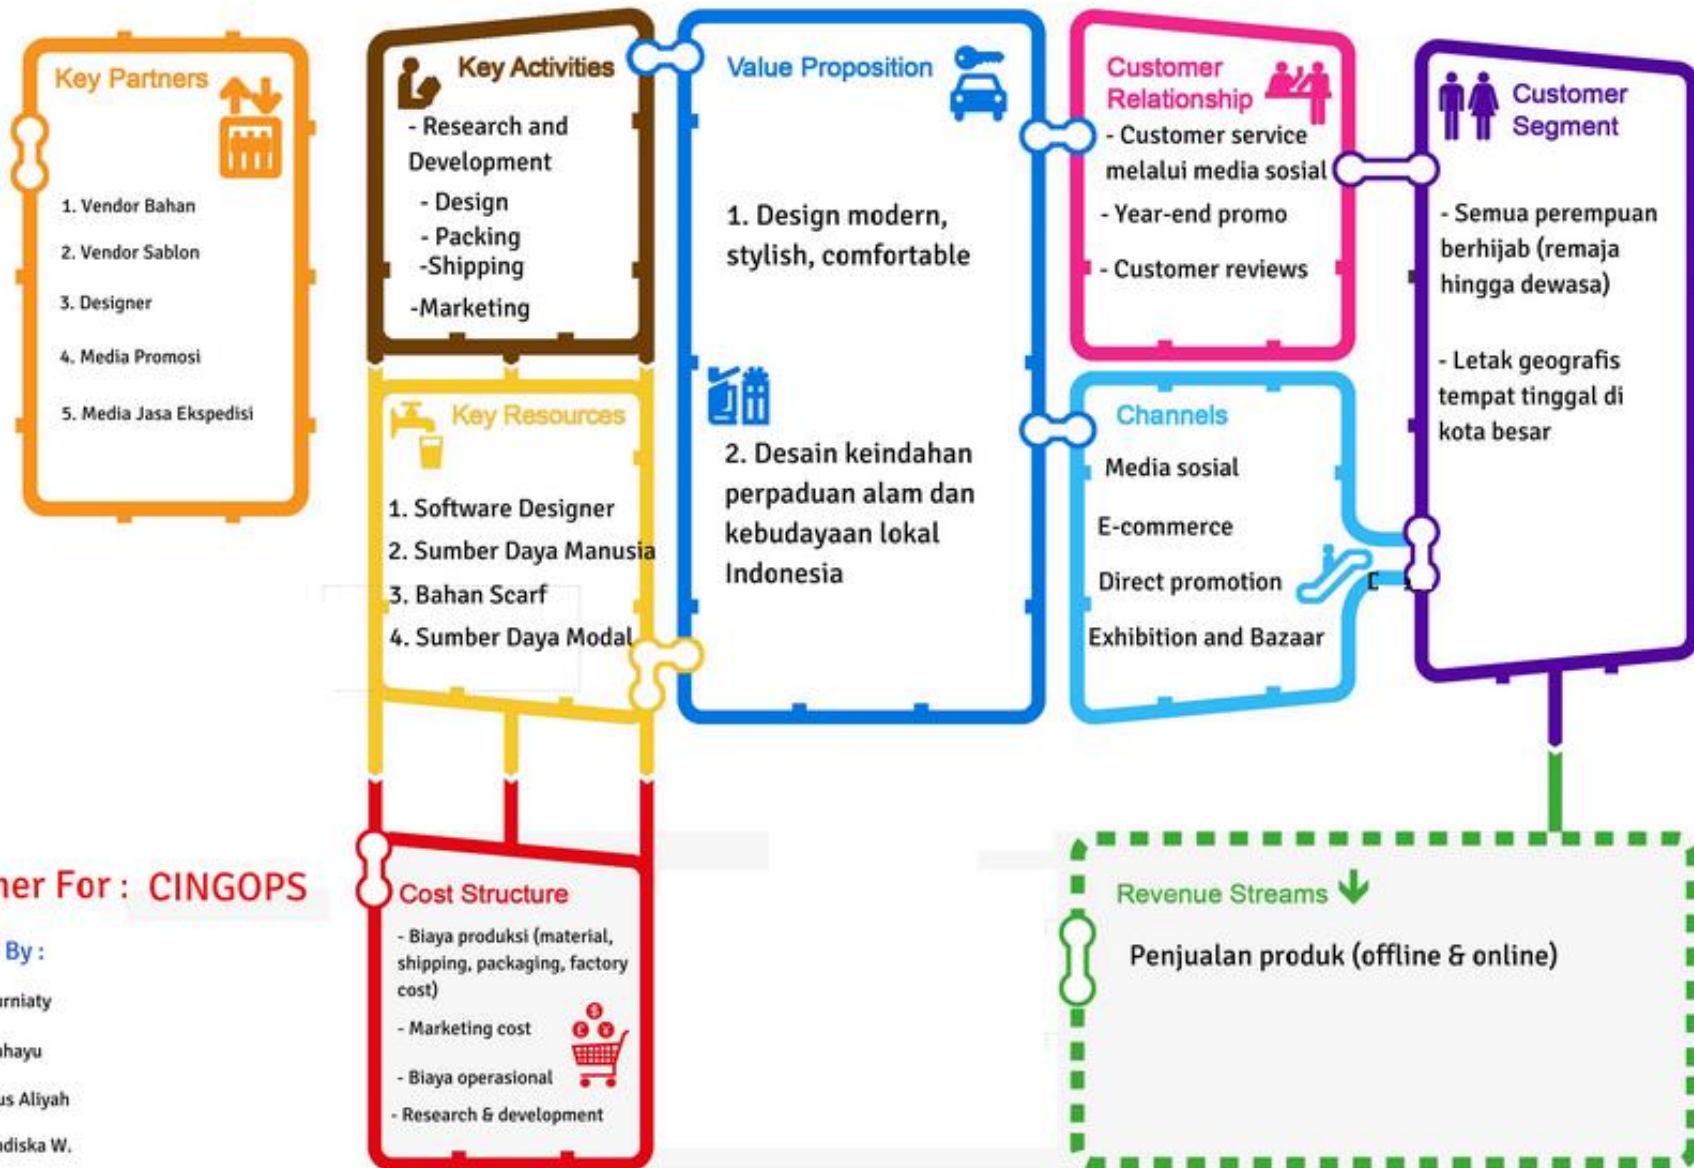 Key Partners
1. Vendor Bahan
2. Vendor Sablon
3. Designer
4. Media Promosi
5. Media Jasa Ekspedisi
Key Activities
- Research and
Development
- Design
- Packing
-Shipping
-Marketing
Key Resources
1. Software Designer
2. Sumber Daya Manusia
3. Bahan Scarf
4. Sumber Daya Modal
Value Proposition
1. Design modern,
stylish, comfortable
2. Desain keindahan
perpaduan alam dan
kebudayaan lokal
Indonesia
Customer
Relationship
- Customer service
melalui media sosial
- Year-end promo
- Customer reviews
Channels
Media sosial
E-commerce
Direct promotion
Exhibition and Bazaar
Customer
Segment
- Semua perempuan
berhijab (remaja
hingga dewasa)
- Letak geografis
tempat tinggal di
kota besar
For : CINGOPS
By :
Aliyah
W.
Cost Structure
- Biaya produksi (material,
shipping, packaging, factory
cost)
- Marketing cost
- Biaya operasional
- Research & development
Revenue Streams
Penjualan produk (offline & online)